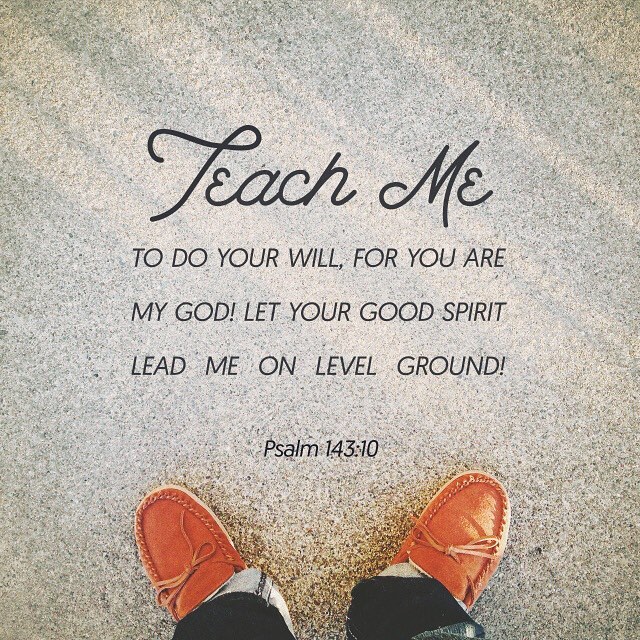 Teach Me
TO DO YOUR WILL, FOR YOU ARE
MY GOD! LET YOUR GOOD SPIRIT
LEAD ME ON LEVEL GROUND!
Psalm 143:10